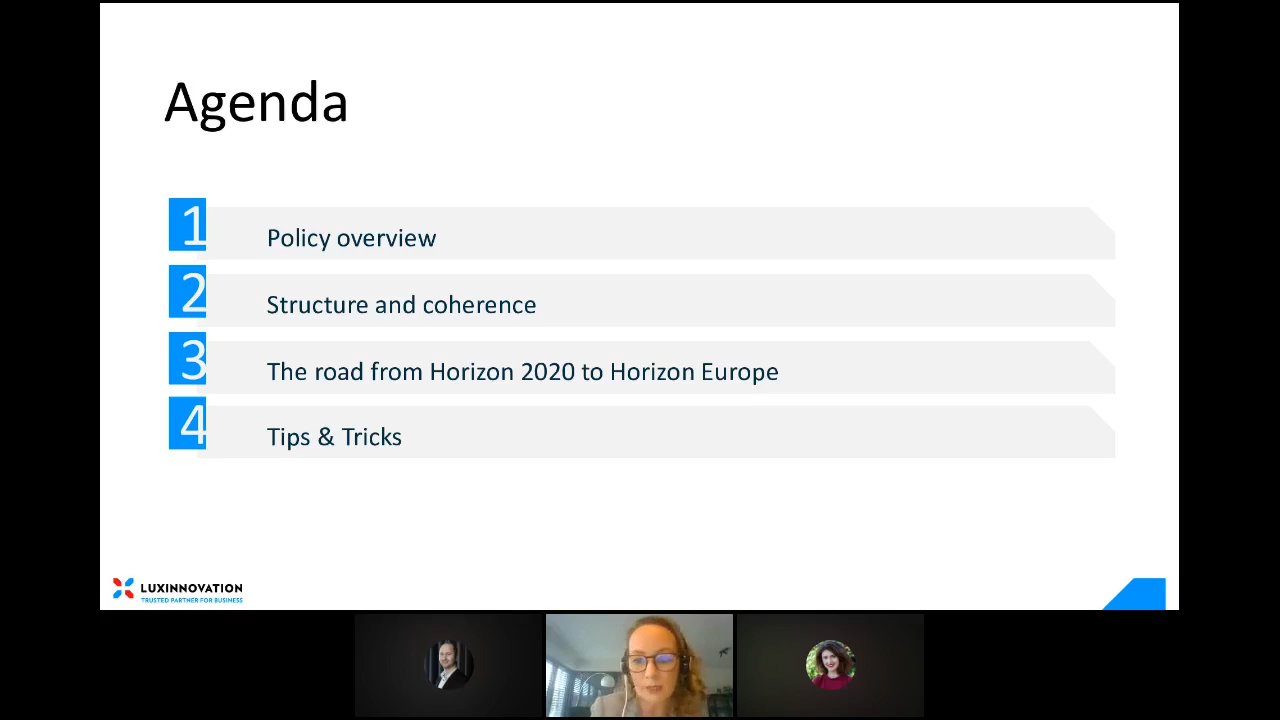 Agenda
1
Policy overview
2
Structure and coherence
3
The road from Horizon 2020 to Horizon Europe
4
Tips & Tricks
LUXINNOVATION
TRUSTED PARTNER FOR BUSINESS